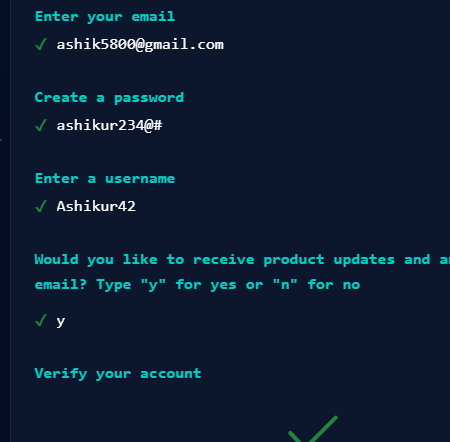 Enter your email
✓ ashik5800@gmail.com
Create a password
✓ ashikur234@#
Enter a username
✓ Ashikur42
Would you like to receive product updates and
email? Type "y" for yes or "n" for no
✓ y
Verify your account